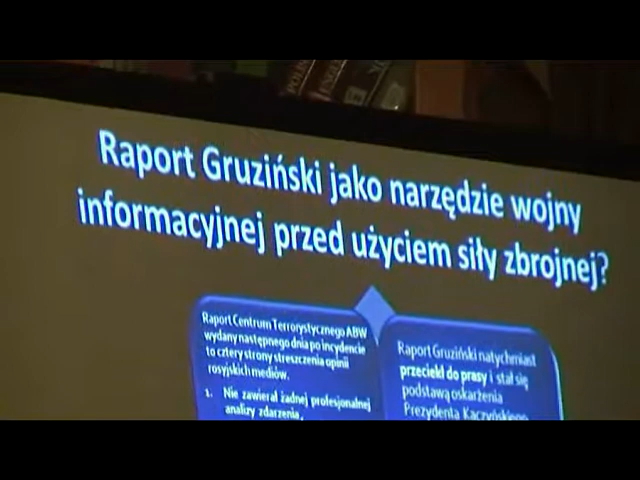 Raport Gruziński jako narzędzie wojny
informacyjnej przed użyciem siły zbrojnej?
Raport Centrum Terrorystycznego ABW
wydany następnego dnia po incydencie
to cztery strony streszczenia opinii
rosyjskich mediów.
1. Nie zawierał żadnej profesjonalnej
analizy zdarzenia,
Raport Gruziński natychmiast
przeciekł do prasy i stał się
podstawą oskarżenia
Prezydenta Kaczyńskiego